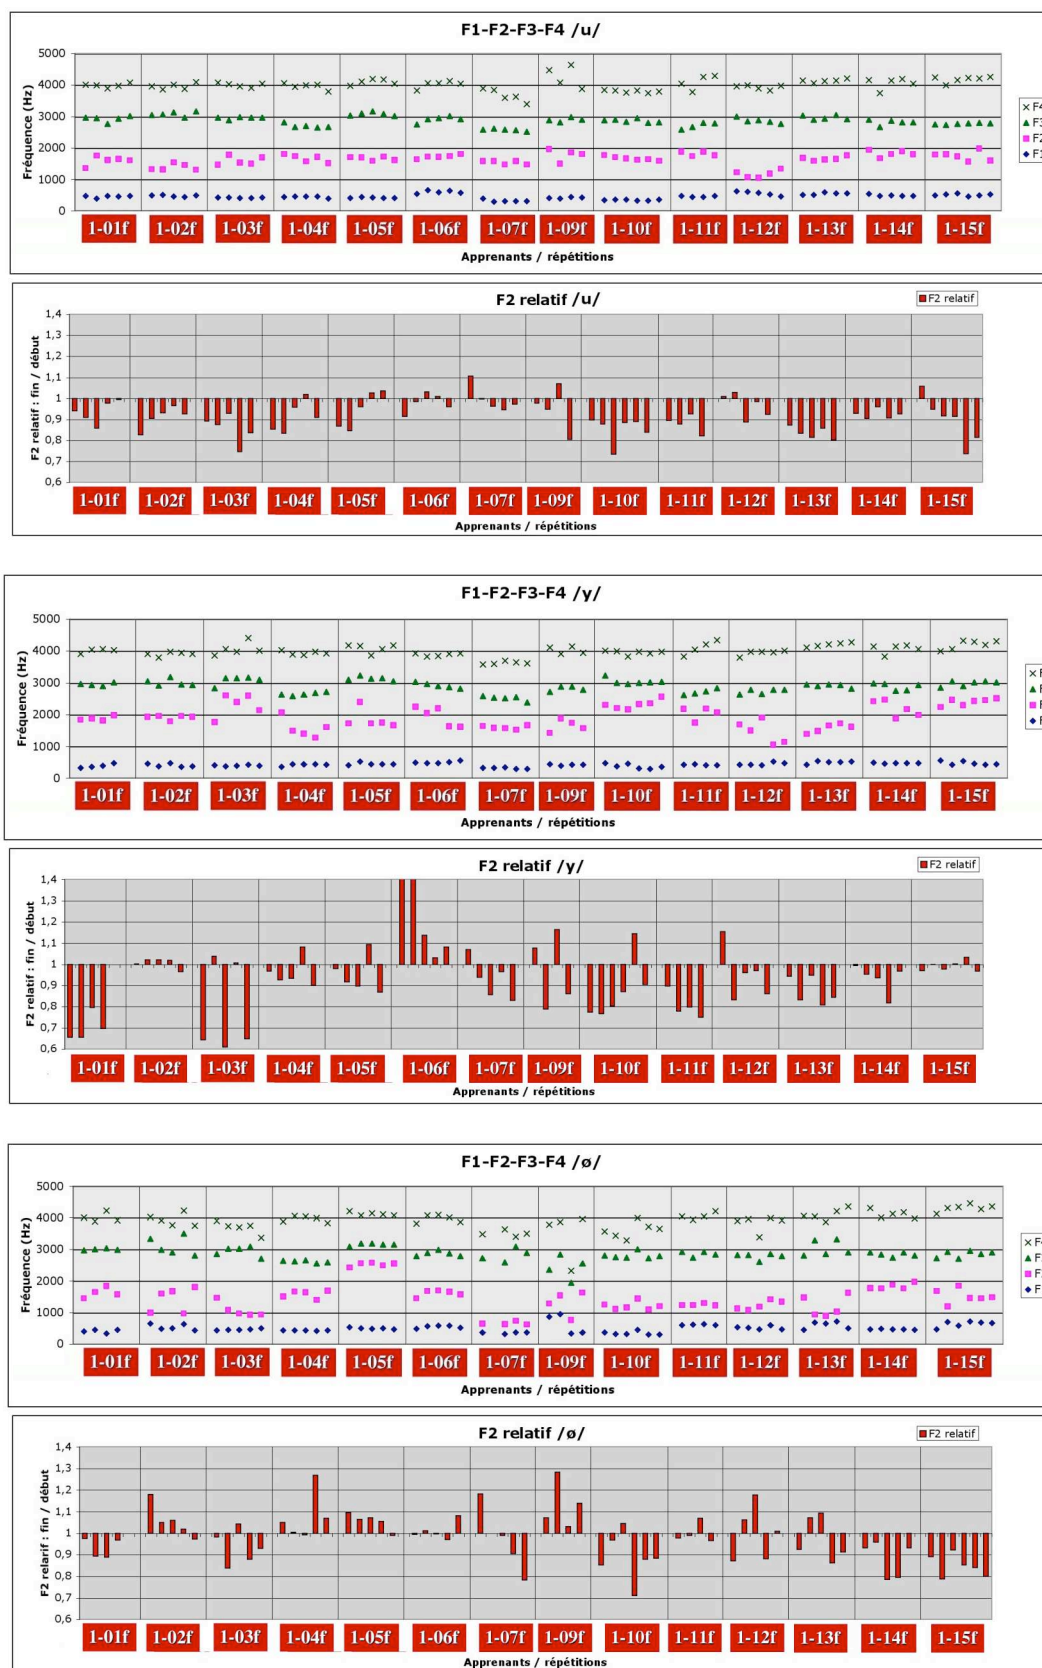 F1-F2-F3-F4 /u/
Fréquence (Hz)
5000
4000
3000
2000
1000
0
× F4
▲ F3
■ F2
◆ F1
1-01f 1-02f 1-03f 1-04f 1-05f 1-06f 1-07f 1-09f 1-10f 1-11f 1-12f 1-13f 1-14f 1-15f
Apprenants / répétitions
F2 relatif /u/
F2 relatif
F2 relatif : fin / début
1,4
1,3
1,2
1,1
1
0,9
0,8
0,7
0,6
1-01f 1-02f 1-03f 1-04f 1-05f 1-06f 1-07f 1-09f 1-10f 1-11f 1-12f 1-13f 1-14f 1-15f
Apprenants / répétitions
F1-F2-F3-F4 /y/
Fréquence (Hz)
5000
4000
3000
2000
1000
0
× F
▲ F
■ F
◆ F
1-01f 1-02f 1-03f 1-04f 1-05f 1-06f 1-07f 1-09f 1-10f 1-11f 1-12f 1-13f 1-14f 1-15f
Apprenants / répétitions
F2 relatif /y/
F2 relatif
F2 relatif : fin / début
1,4
1,3
1,2
1,1
1
0,9
0,8
0,7
0,6
1-01f 1-02f 1-03f 1-04f 1-05f 1-06f 1-07f 1-09f 1-10f 1-11f 1-12f 1-13f 1-14f 1-15f
Apprenants / répétitions
F1-F2-F3-F4 /ø/
Fréquence (Hz)
5000
4000
3000
2000
1000
0
1-01f 1-02f 1-03f 1-04f 1-05f 1-06f 1-07f 1-09f 1-10f 1-11f 1-12f 1-13f 1-14f 1-15f
Apprenants / répétitions
F2 relatif /ø/
F2 relatif
F2 relarif : fin / début
1,4
1,3
1,2
1,1
1
0,9
0,8
0,7
0,6
1-01f 1-02f 1-03f 1-04f 1-05f 1-06f 1-07f 1-09f 1-10f 1-11f 1-12f 1-13f 1-14f 1-15f
Apprenants / répétitions